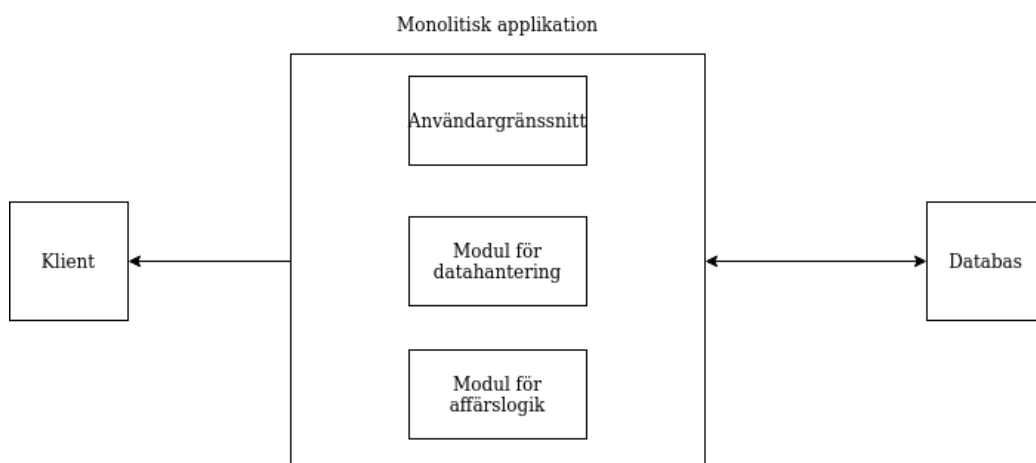 Monolitisk applikation
Användargränssnitt
Klient
Modul för
datahantering
Databas
Modul för
affärslogik